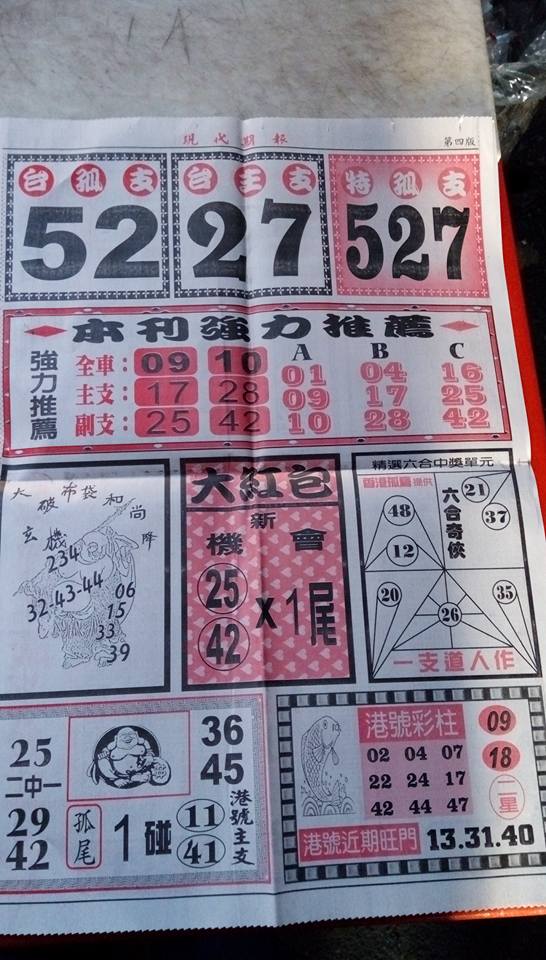 現代期報
第四版
台孤支
52
台主支
27
特孤支
527
本刊強力推薦
強力推薦
全車：09 10
主支：17 28
副支：25 42
A B C
01 04 16
09 17 25
10 28 42
大破布袋和尚降
玄機
234
32-43-44
06
15
33
39
大紅包
新
機會
25
42
x1尾
精選六合中獎單元
香港孤鳥提供
六合奇俠
21
37
48
12
20
26
35
一支道人作
25
二中一
29
42
孤尾
1碰
36
45
港號主支
11
41
港號彩柱
02 04 07
22 24 17
42 44 47
09
18
二星
港號近期旺門 13.31.40